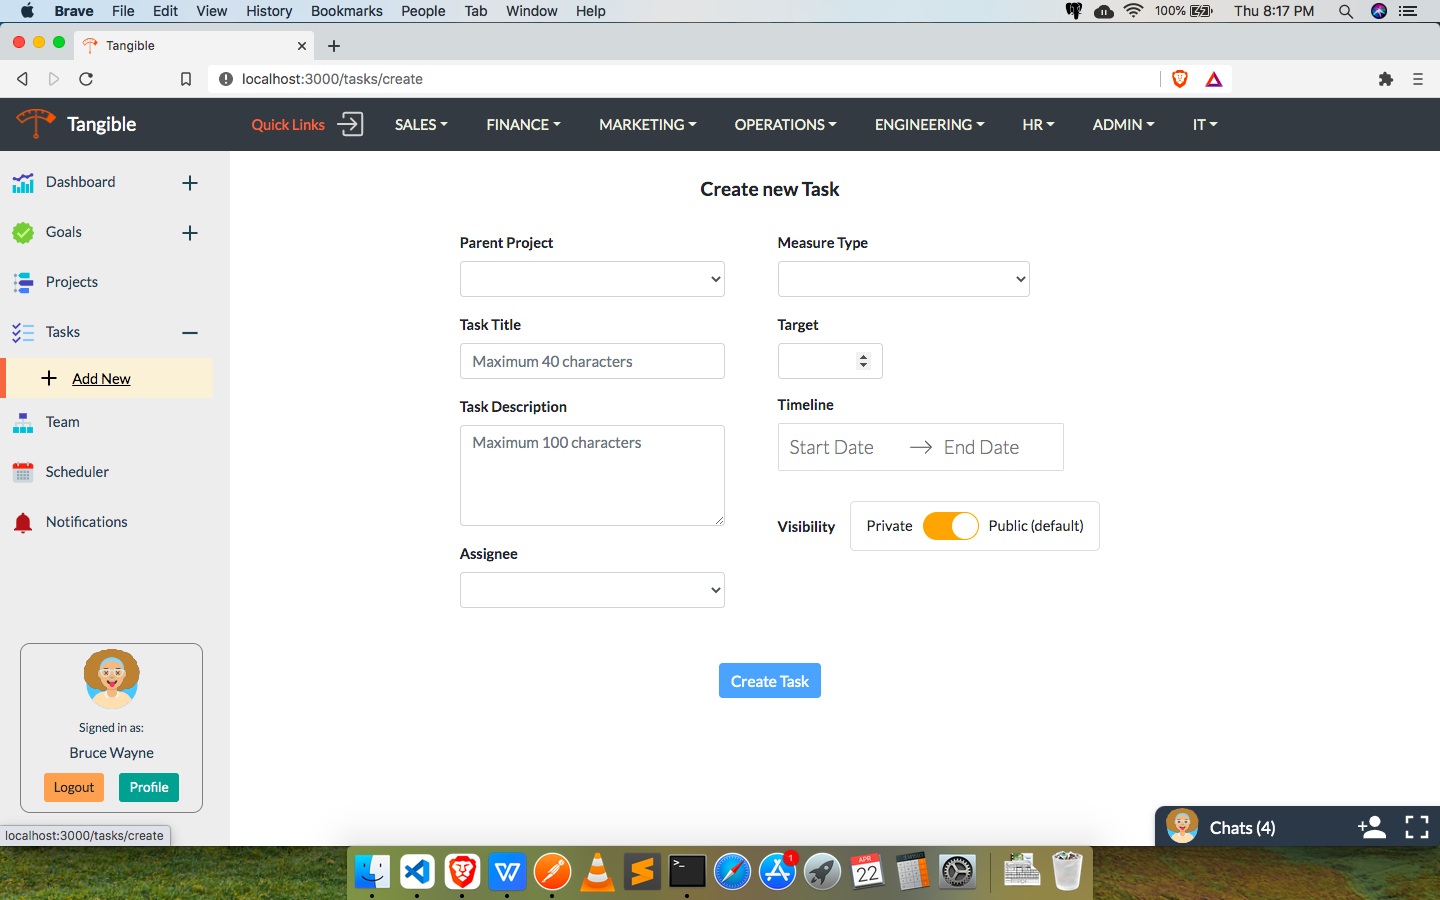 Brave File Edit View History Bookmarks People Tab Window Help 100% Thu 8:17 PM
Tangible
localhost:3000/tasks/create
Tangible Quick Links SALES FINANCE MARKETING OPERATIONS ENGINEERING HR ADMIN IT
Dashboard
Goals
Projects
Tasks
Add New
Team
Scheduler
Notifications
Signed in as:
Bruce Wayne
Logout Profile
localhost:3000/tasks/create
Create new Task
Parent Project
Task Title
Maximum 40 characters
Task Description
Maximum 100 characters
Assignee
Measure Type
Target
Timeline
Start Date → End Date
Visibility Private Public (default)
Create Task
Chats (4)
1
APR
22